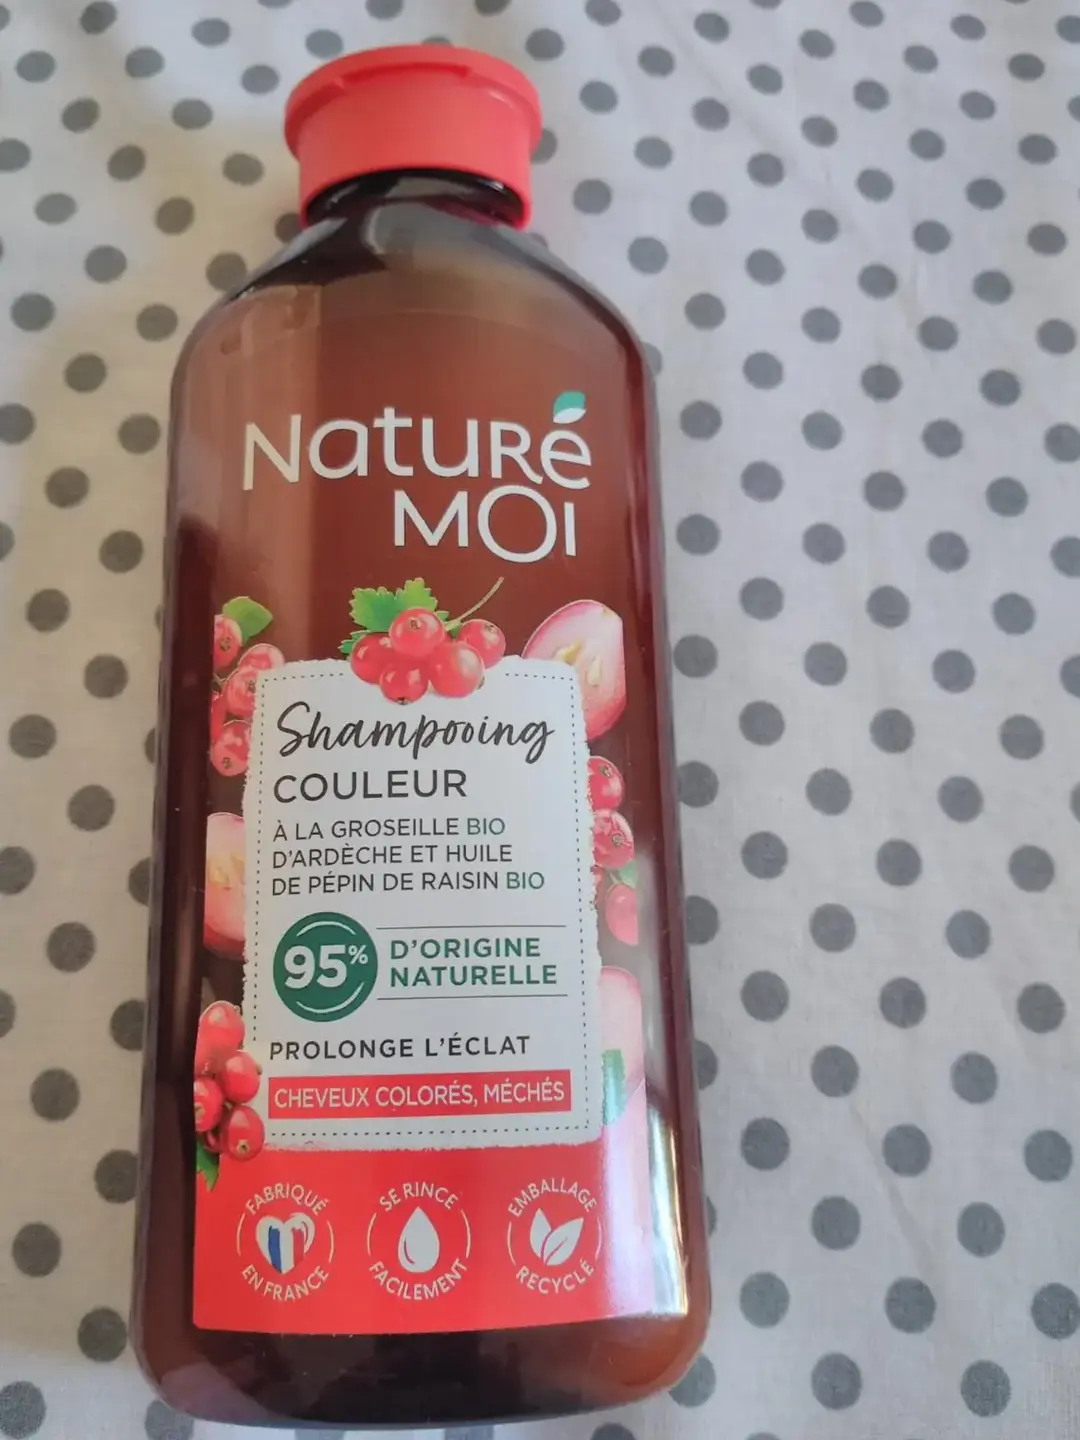 Naturé
MOI
Shampooing
COULEUR
À LA GROSEILLE BIO
D'ARDÈCHE ET HUILE
DE PÉPIN DE RAISIN BIO
95%
D'ORIGINE
NATURELLE
PROLONGE L'ÉCLAT
CHEVEUX COLORÉS, MÉCHÉS
FABRIQUÉ
EN FRANCE
SE RINCE
FACILEMENT
EMBALLAGE
RECYCLÉ